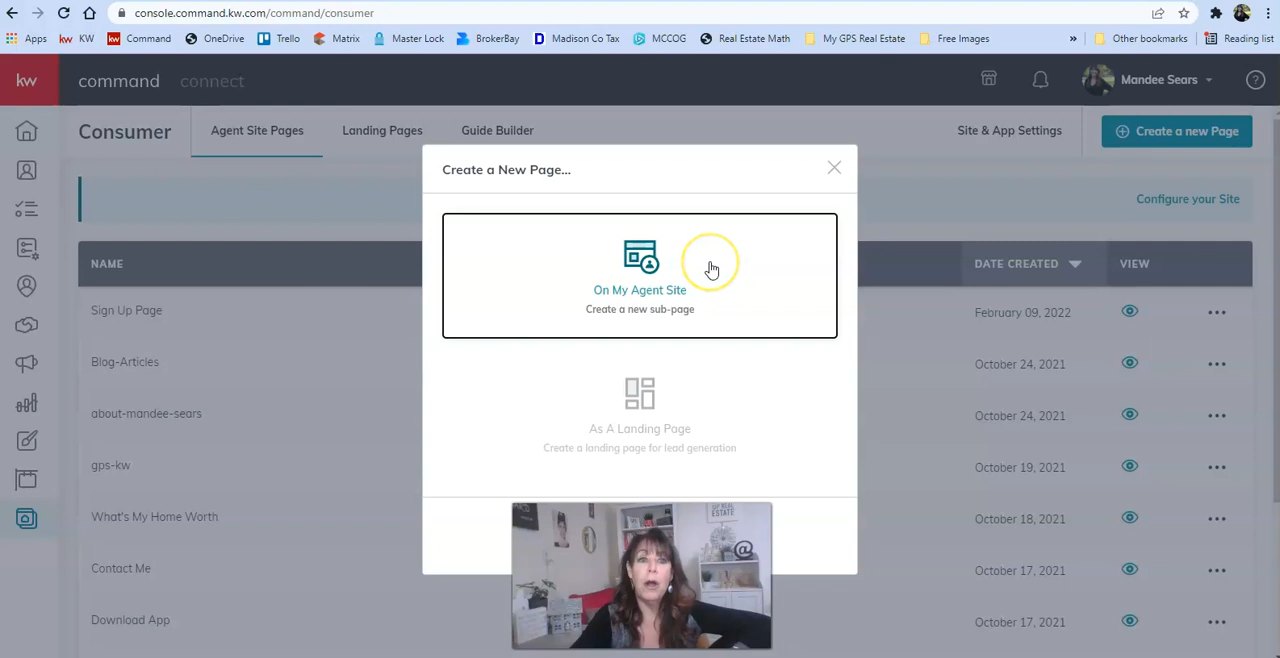 console.command.kw.com/command/consumer
Apps KW Command OneDrive Trello Matrix Master Lock BrokerBay Madison Co Tax MCCOG Real Estate Math My GPS Real Estate Free Images » Other bookmarks Reading list
kw command connect Mandee Sears ?
Consumer Agent Site Pages Landing Pages Guide Builder Site & App Settings Create a new Page
Create a New Page...
Configure your Site
NAME DATE CREATED VIEW
On My Agent Site
Create a new sub-page
Sign Up Page February 09, 2022
Blog-Articles October 24, 2021
about-mandee-sears October 24, 2021
As A Landing Page
Create a landing page for lead generation
gps-kw October 19, 2021
What's My Home Worth October 18, 2021
Contact Me October 17, 2021
Download App October 17, 2021
ESTATE
@